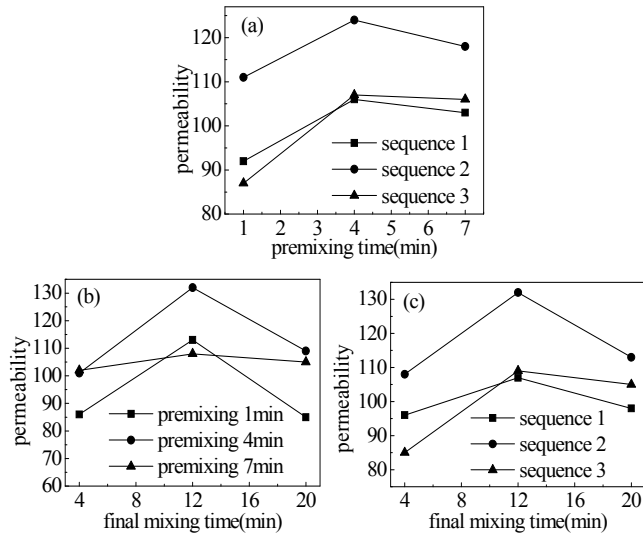 (a)
120
110
100
90
80
permeability
sequence 1
sequence 2
sequence 3
1 2 3 4 5 6 7
premixing time(min)
(b)
130
120
110
100
90
80
70
60
permeability
premixing 1min
premixing 4min
premixing 7min
4 8 12 16 20
final mixing time(min)
(c)
130
120
110
100
90
80
permeability
sequence 1
sequence 2
sequence 3
4 8 12 16 20
final mixing time(min)